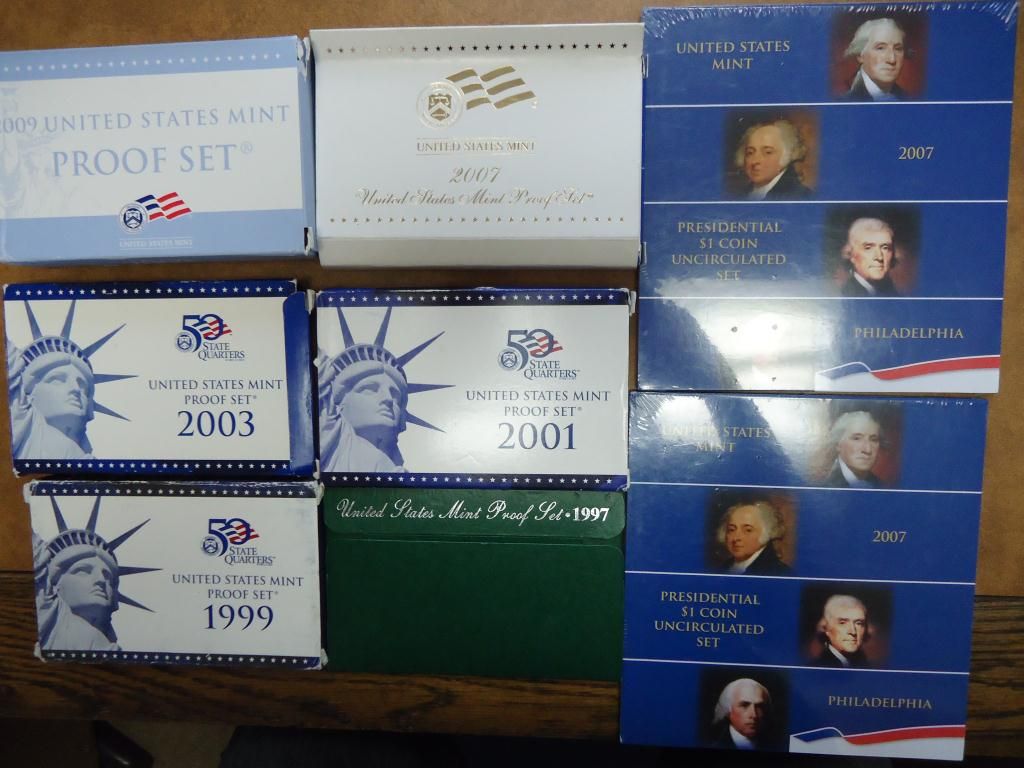 2009 UNITED STATES MINT
PROOF SET®
UNITED STATES MINT
UNITED STATES MINT
2007
United States Mint Proof Set™
UNITED STATES
MINT
2007
PRESIDENTIAL
$1 COIN
UNCIRCULATED
SET
PHILADELPHIA
50
STATE
QUARTERS
UNITED STATES MINT
PROOF SET®
2003
50
STATE
QUARTERS™
UNITED STATES MINT
PROOF SET®
2001
UNITED STATES
MINT
2007
PRESIDENTIAL
$1 COIN
UNCIRCULATED
SET
PHILADELPHIA
50
STATE
QUARTERS™
UNITED STATES MINT
PROOF SET®
1999
United States Mint Proof Set • 1997